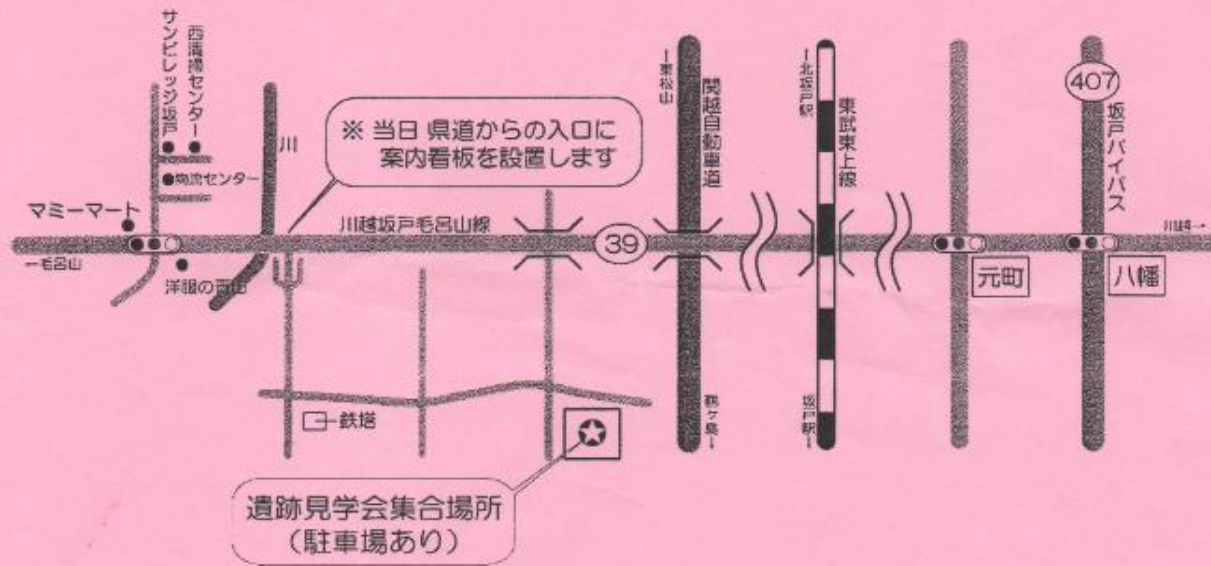 サンビレッジ坂戸
西清掃センター
物流センター
マミーマート
←毛呂山
洋服の青山
川
※ 当日 県道からの入口に
案内看板を設置します
川越坂戸毛呂山線
39
←東松山
関越自動車道
鶴ヶ島→
←北坂戸駅
東武東上線
坂戸駅→
元町
407
坂戸バイパス
八幡
川越→
鉄塔
遺跡見学会集合場所
(駐車場あり)